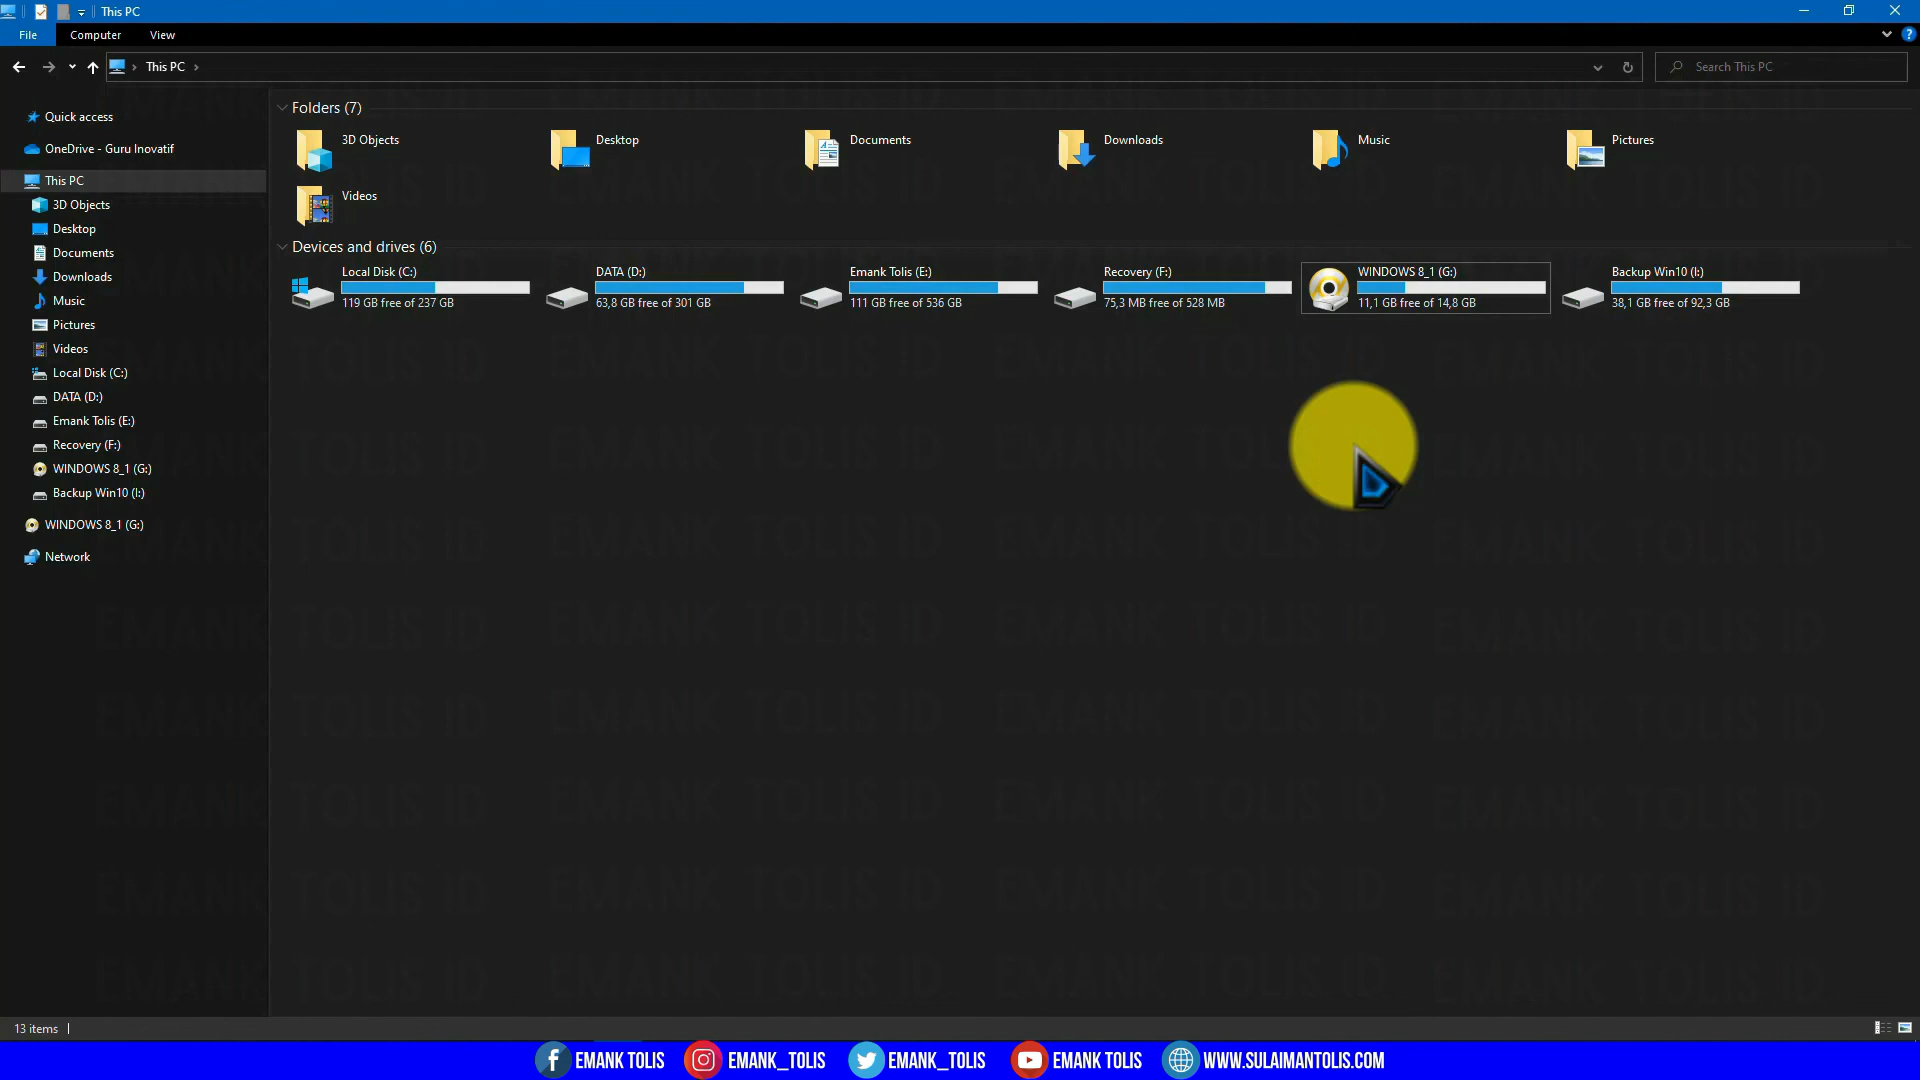 This PC
File Computer View
This PC
Search This PC
Quick access
OneDrive - Guru Inovatif
This PC
3D Objects
Desktop
Documents
Downloads
Music
Pictures
Videos
Local Disk (C:)
DATA (D:)
Emank Tolis (E:)
Recovery (F:)
WINDOWS 8_1 (G:)
Backup Win10 (I:)
WINDOWS 8_1 (G:)
Network
Folders (7)
3D Objects
Desktop
Documents
Downloads
Music
Pictures
Videos
Devices and drives (6)
Local Disk (C:)
119 GB free of 237 GB
DATA (D:)
63,8 GB free of 301 GB
Emank Tolis (E:)
111 GB free of 536 GB
Recovery (F:)
75,3 MB free of 528 MB
WINDOWS 8_1 (G:)
11,1 GB free of 14,8 GB
Backup Win10 (I:)
38,1 GB free of 92,3 GB
EMANK TOLIS ID
13 items
EMANK TOLIS EMANK_TOLIS EMANK_TOLIS EMANK TOLIS WWW.SULAIMANTOLIS.COM